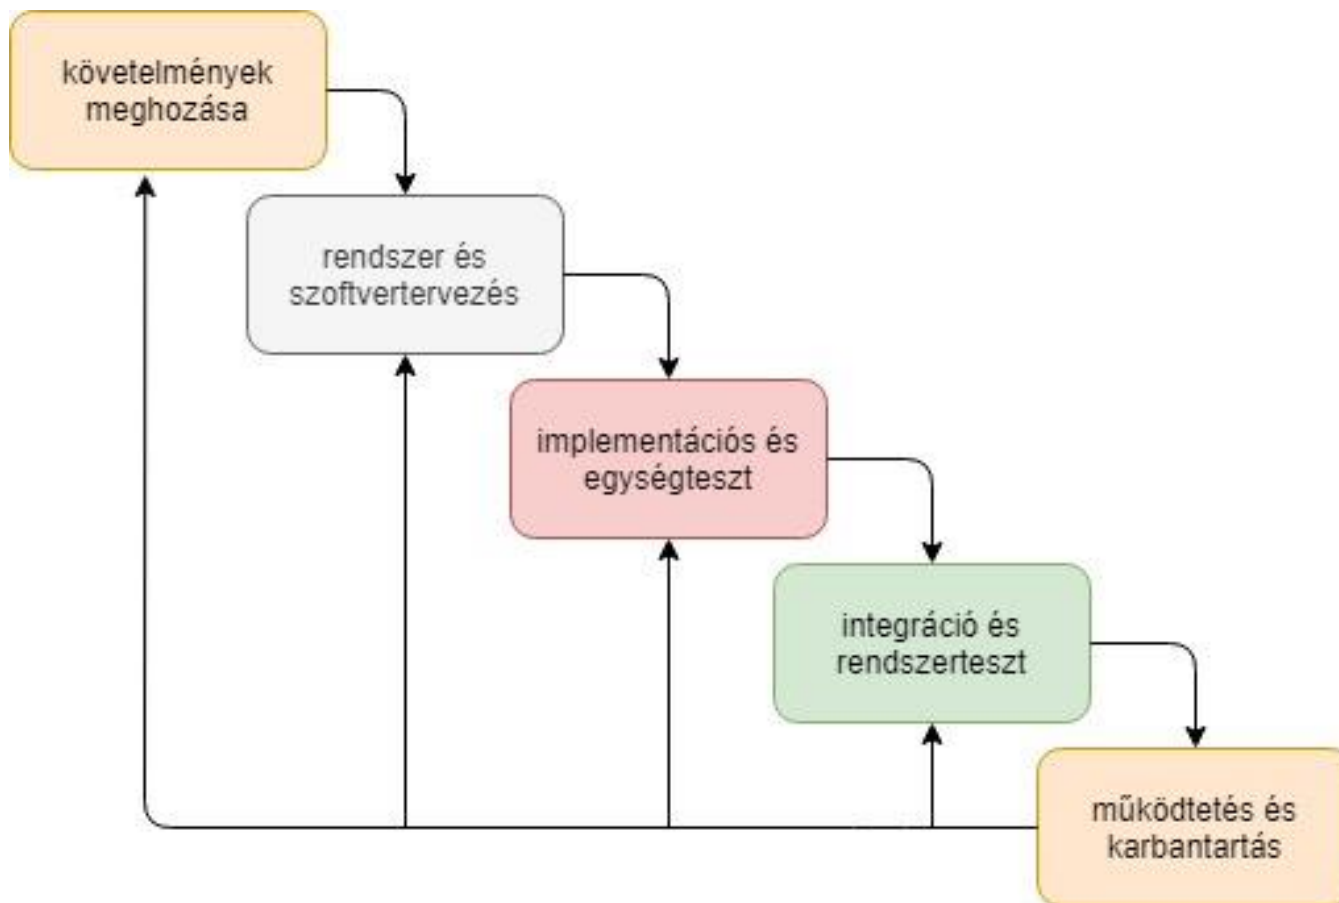 követelmények
meghozása
rendszer és
szoftvertervezés
implementációs és
egységteszt
integráció és
rendszerteszt
működtetés és
karbantartás